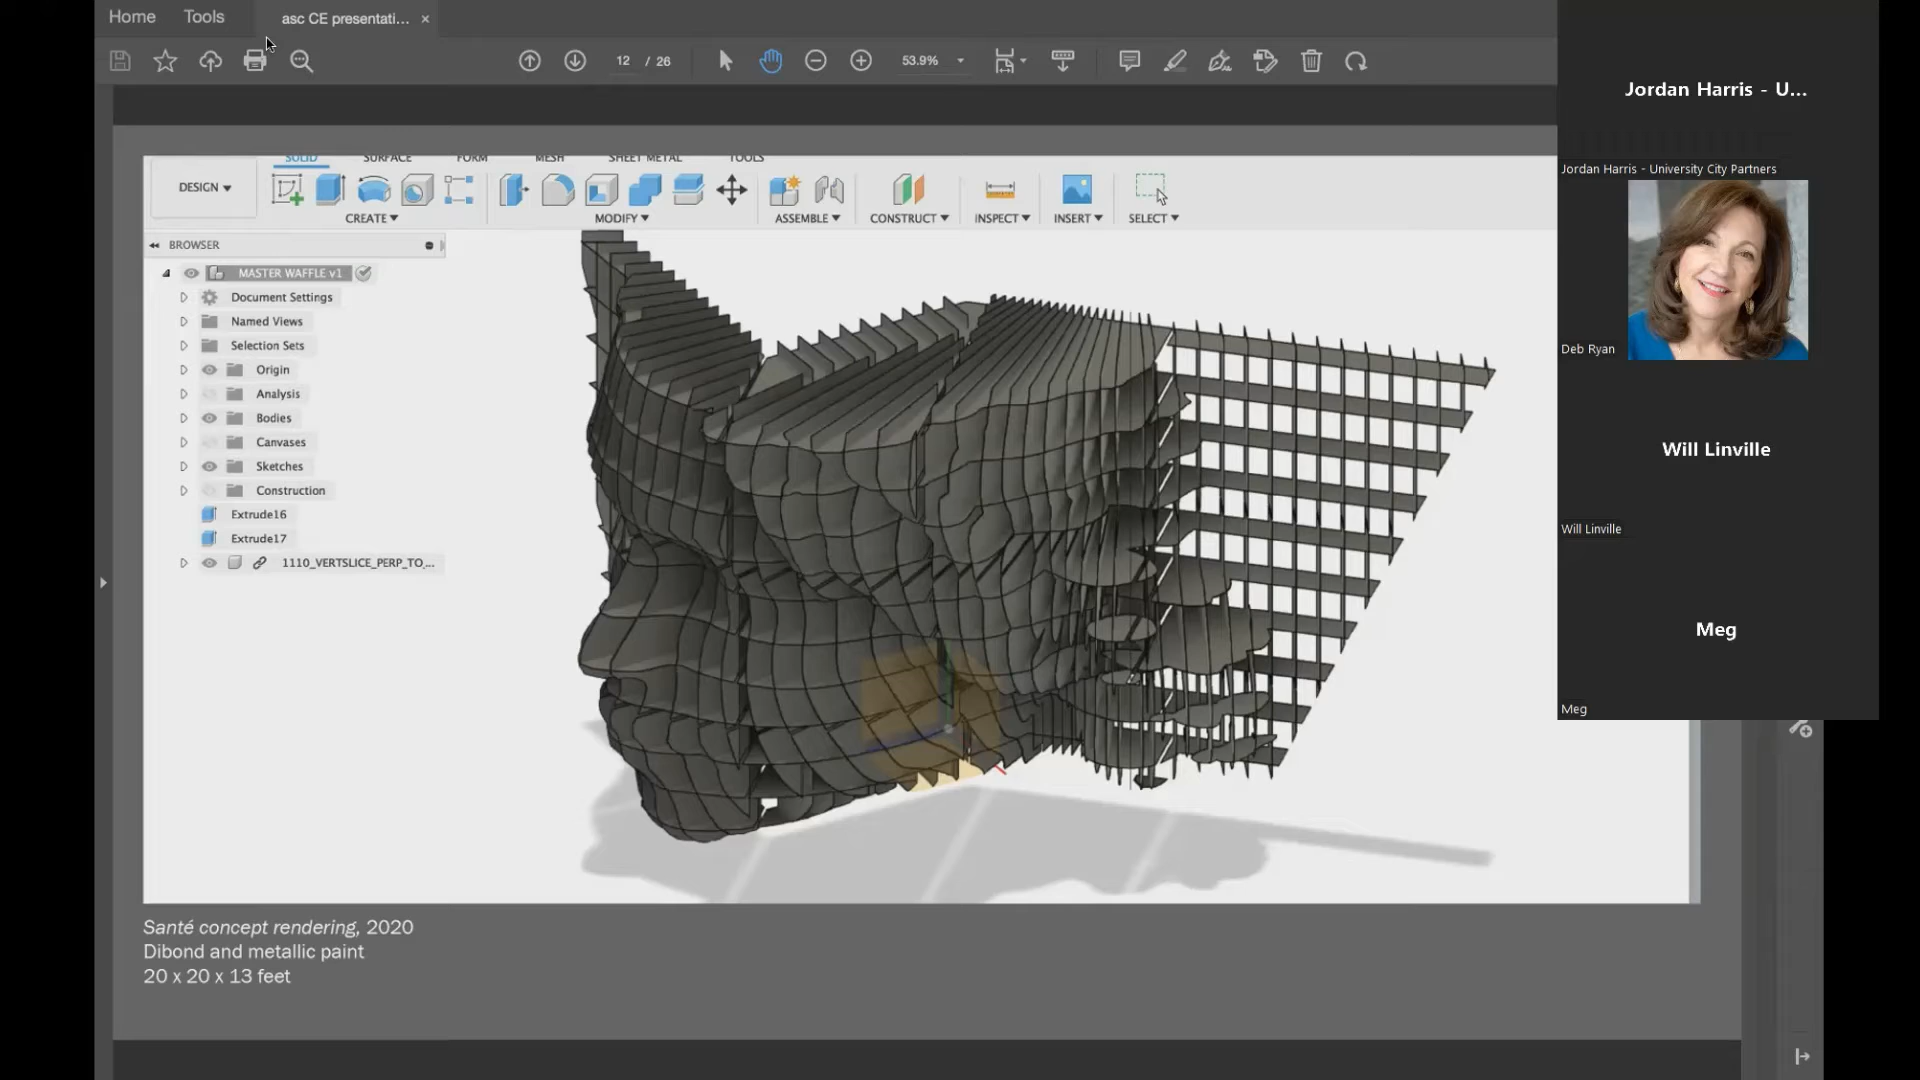 Home Tools asc CE presentati... ×
12 / 26 53.9%
SOLID SURFACE FORM MESH SHEET METAL TOOLS
DESIGN ▾
CREATE ▾ MODIFY ▾ ASSEMBLE ▾ CONSTRUCT ▾ INSPECT ▾ INSERT ▾ SELECT ▾
BROWSER
MASTER WAFFLE v1
Document Settings
Named Views
Selection Sets
Origin
Analysis
Bodies
Canvases
Sketches
Construction
Extrude16
Extrude17
1110_VERTSLICE_PERP_TO_...
Santé concept rendering, 2020
Dibond and metallic paint
20 x 20 x 13 feet
Jordan Harris - U...
Jordan Harris - University City Partners
Deb Ryan
Will Linville
Will Linville
Meg
Meg